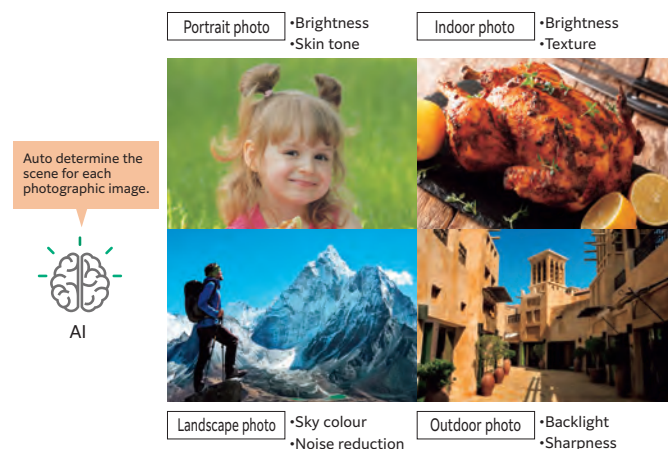 Portrait photo
•Brightness
•Skin tone
Indoor photo
•Brightness
•Texture
Auto determine the
scene for each
photographic image.
AI
Landscape photo
•Sky colour
•Noise reduction
Outdoor photo
•Backlight
•Sharpness